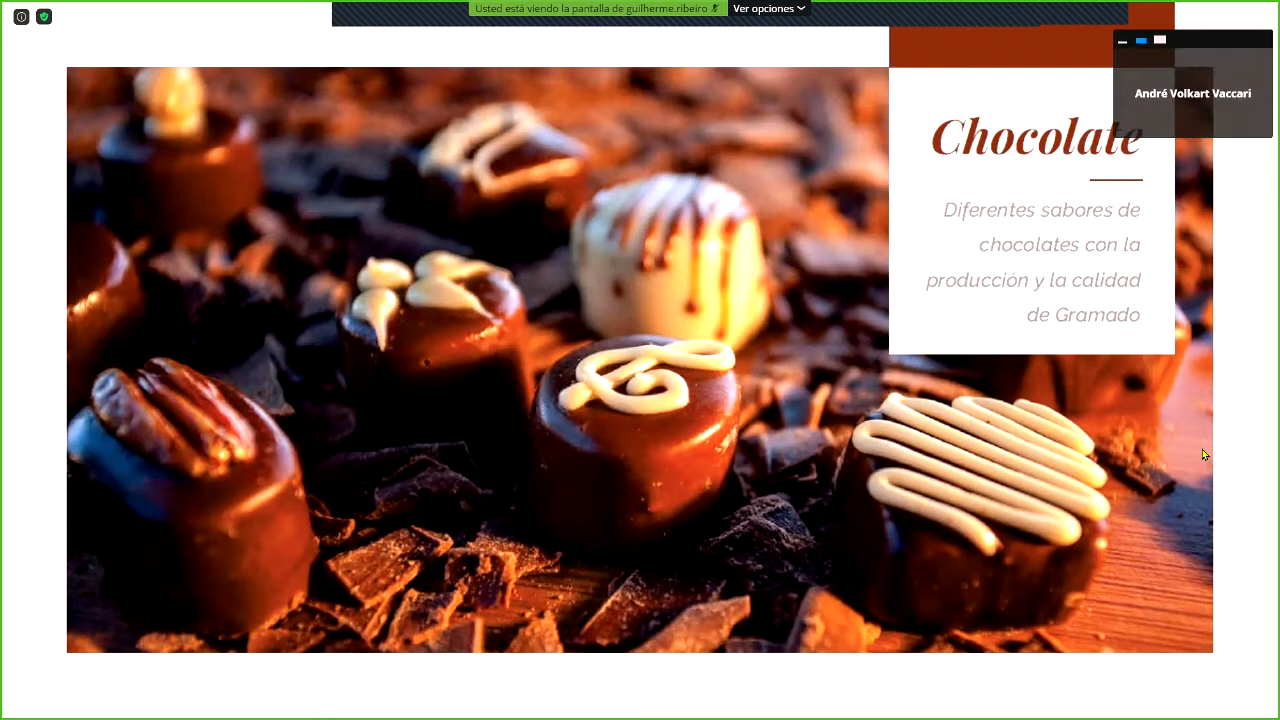 Usted está viendo la pantalla de guilherme.ribeiro
Ver opciones
André Volkart Vaccari
Chocolate
Diferentes sabores de
chocolates con la
producción y la calidad
de Gramado